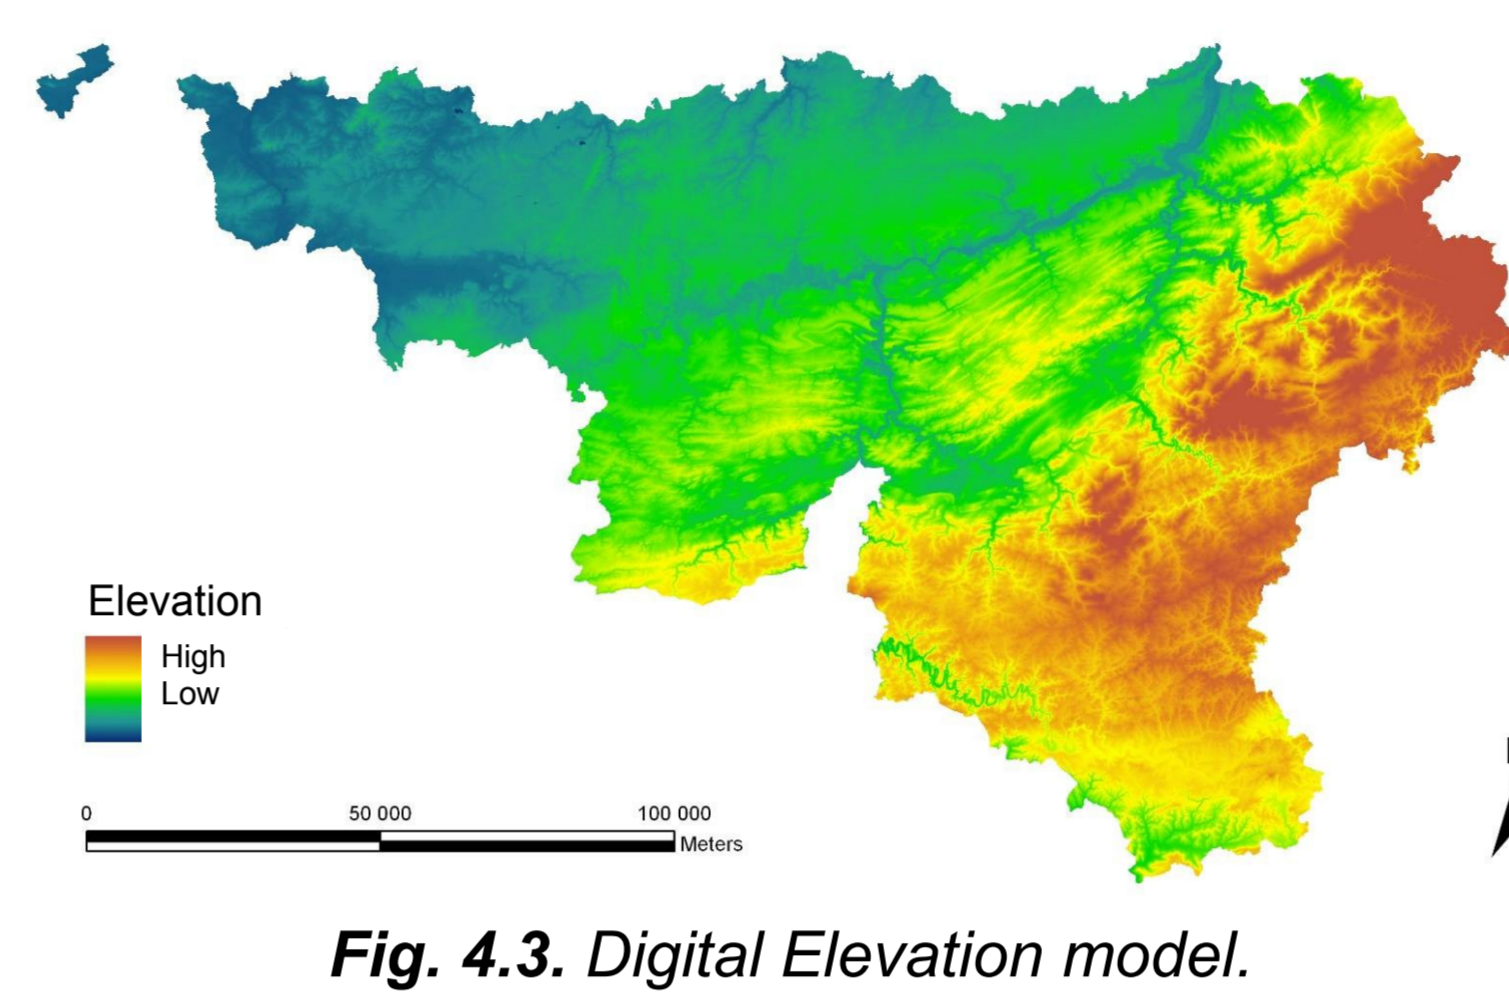 Elevation
High
Low
0 50 000 100 000
Meters
Fig. 4.3. Digital Elevation model.